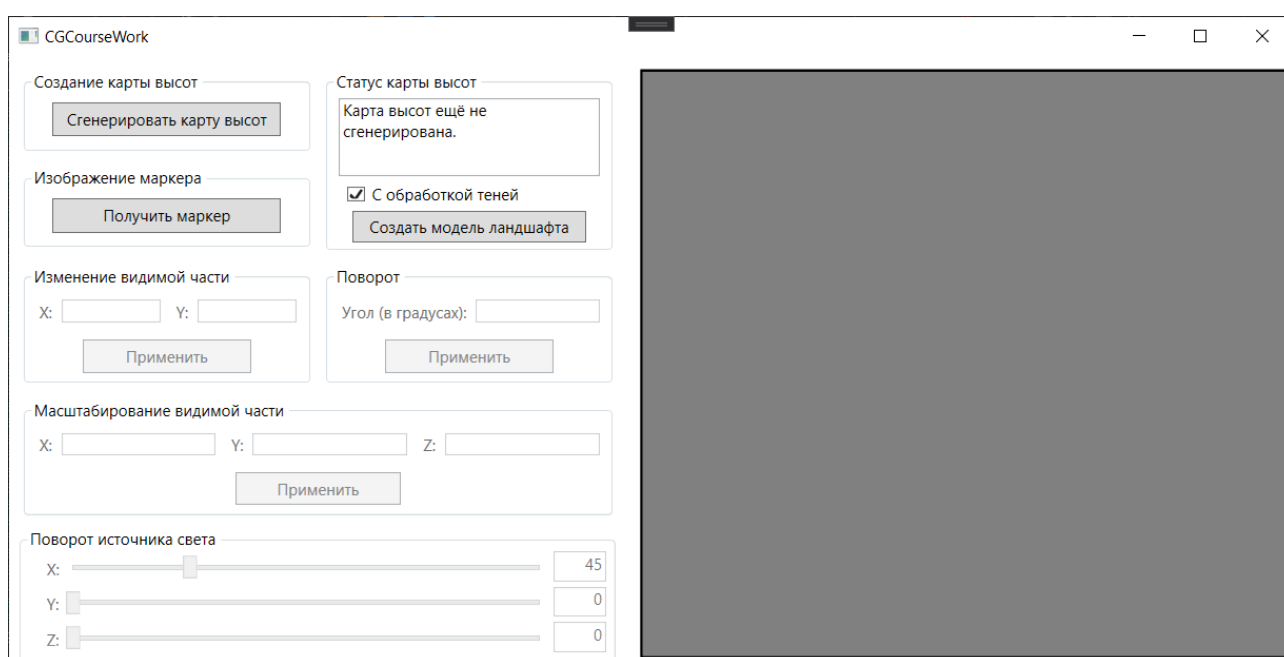 CGCourseWork
Создание карты высот
Сгенерировать карту высот
Изображение маркера
Получить маркер
Статус карты высот
Карта высот ещё не
сгенерирована.
С обработкой теней
Создать модель ландшафта
Изменение видимой части
X: Y:
Применить
Поворот
Угол (в градусах):
Применить
Масштабирование видимой части
X: Y: Z:
Применить
Поворот источника света
X: 45
Y: 0
Z: 0